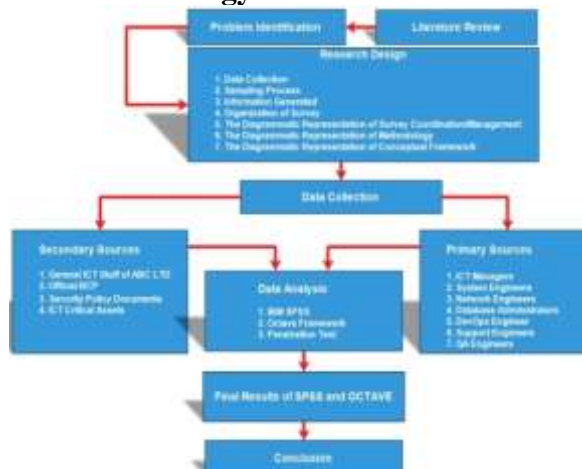 gy
Problem Identification
Literature Review
Research Design
1. Data Collection
2. Sampling Process
3. Information Generated
4. Organization of Survey
5. The Diagrammatic Representation of Survey Coordination/Management
6. The Diagrammatic Representation of Methodology
7. The Diagrammatic Representation of Conceptual Framework
Data Collection
Secondary Sources
1. General ICT Staff of ABC LTD
2. Official BCP
3. Security Policy Documents
4. ICT Critical Assets
Data Analysis
1. IBM SPSS
2. Octave Framework
3. Penetration Test
Primary Sources
1. ICT Managers
2. System Engineers
3. Network Engineers
4. Database Administrators
5. DevOps Engineer
6. Support Engineers
7. QA Engineers
Final Results of SPSS and OCTAVE
Conclusion